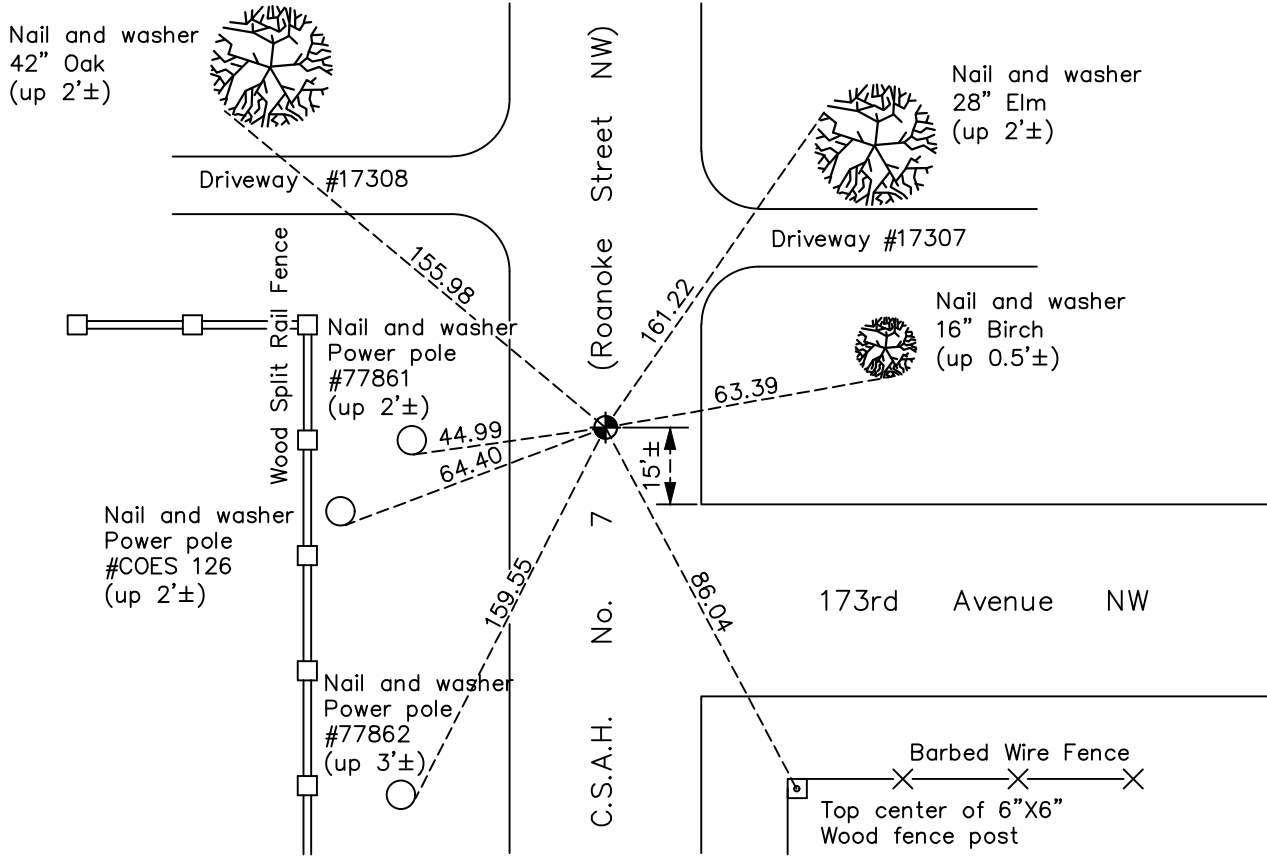 Nail and washer
42” Oak
(up 2’±)
Nail and washer
28” Elm
(up 2’±)
Driveway #17308
Driveway #17307
(Roanoke Street NW)
155.98
161.22
Wood Split Rail Fence
Nail and washer
Power pole
#77861
(up 2’±)
Nail and washer
16” Birch
(up 0.5’±)
63.39
44.99
64.40
15’±
Nail and washer
Power pole
#COES 126
(up 2’±)
159.55
86.04
173rd Avenue NW
C.S.A.H. No. 7
Nail and washer
Power pole
#77862
(up 3’±)
Barbed Wire Fence
Top center of 6”X6”
Wood fence post